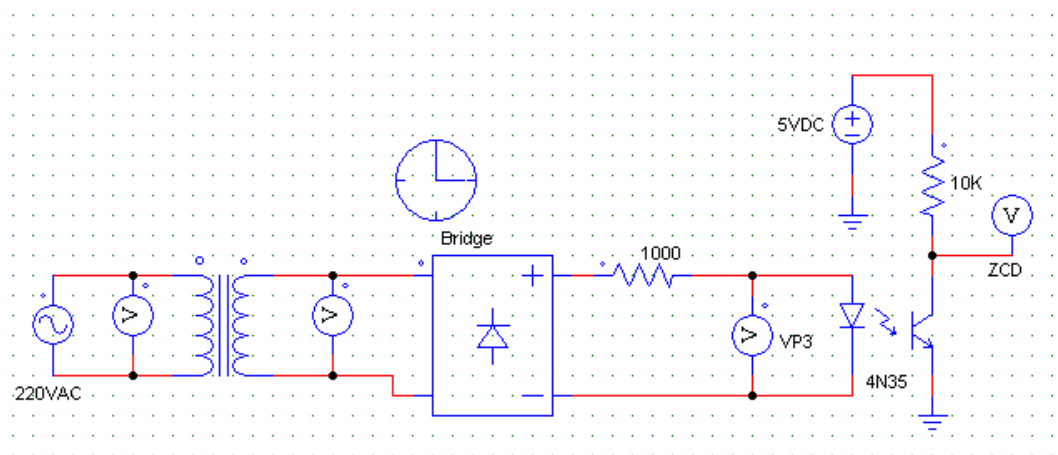 5VDC
10K
V
ZCD
Bridge
1000
V
V
V
VP3
220VAC
4N35